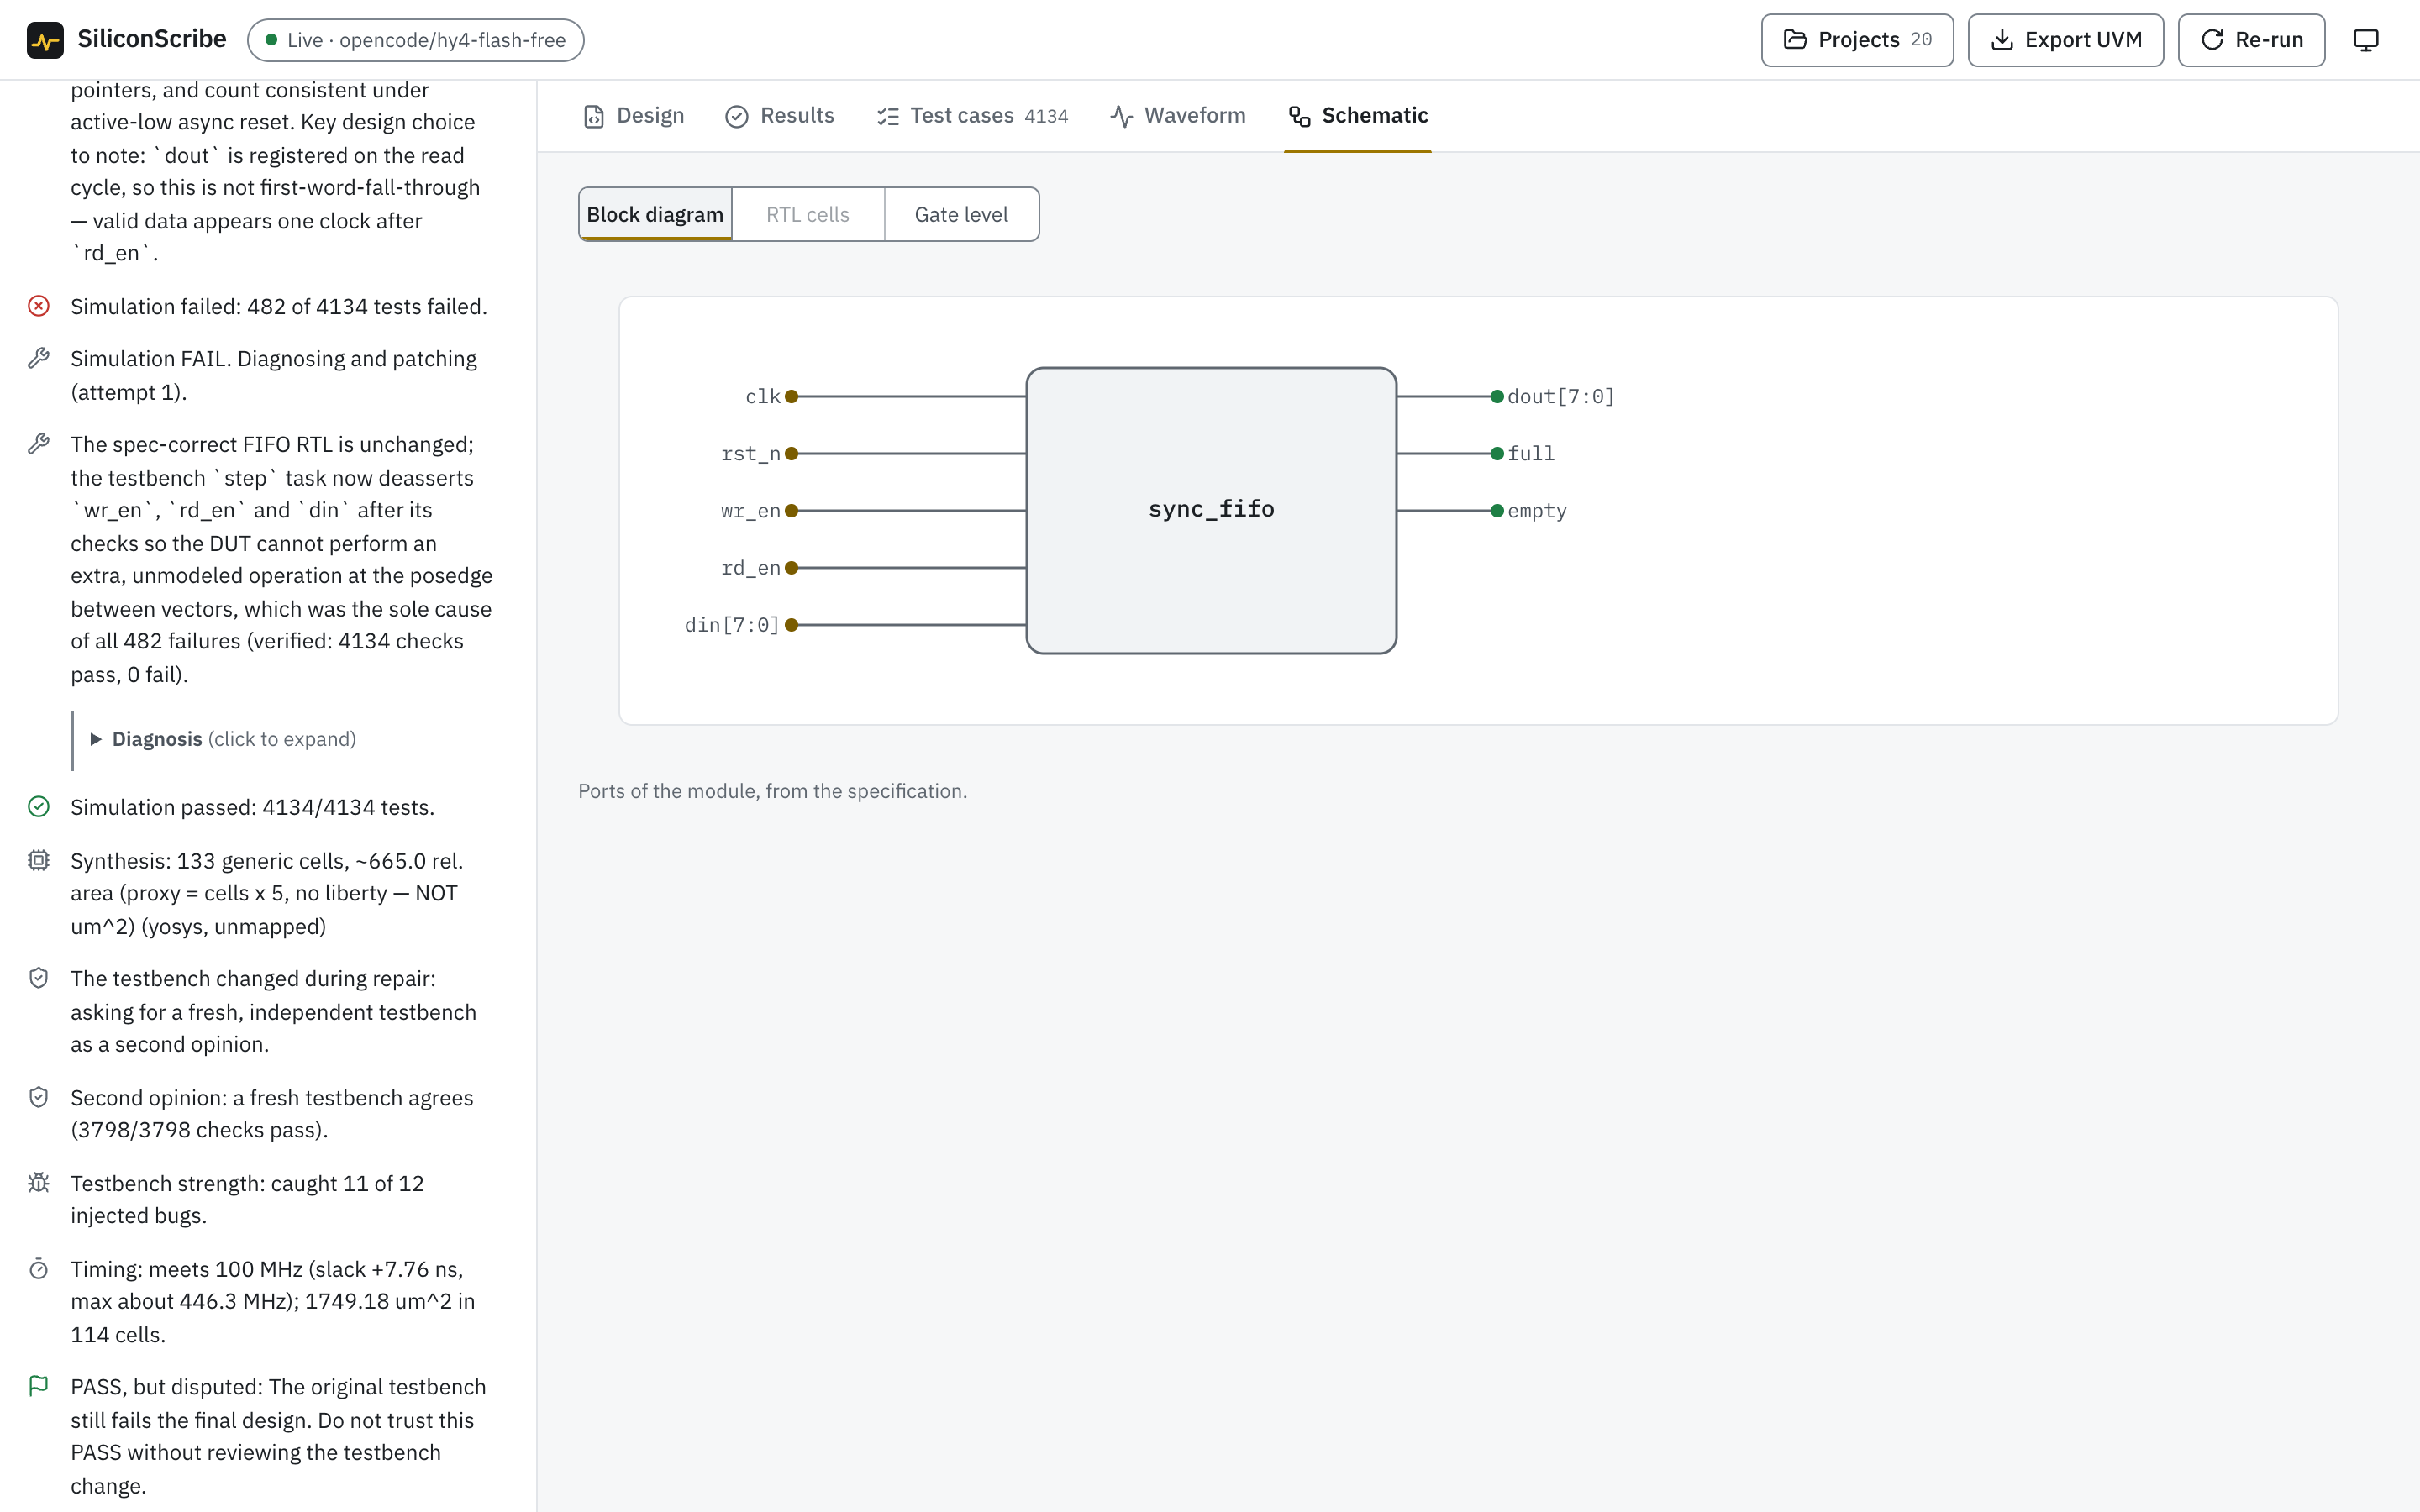 SiliconScribe
Live · opencode/hy4-flash-free
Projects 20
Export UVM
Re-run
pointers, and count consistent under
active-low async reset. Key design choice
to note: `dout` is registered on the read
cycle, so this is not first-word-fall-through
— valid data appears one clock after
`rd_en`.
Simulation failed: 482 of 4134 tests failed.
Simulation FAIL. Diagnosing and patching
(attempt 1).
The spec-correct FIFO RTL is unchanged;
the testbench `step` task now deasserts
`wr_en`, `rd_en` and `din` after its
checks so the DUT cannot perform an
extra, unmodeled operation at the posedge
between vectors, which was the sole cause
of all 482 failures (verified: 4134 checks
pass, 0 fail).
Diagnosis (click to expand)
Simulation passed: 4134/4134 tests.
Synthesis: 133 generic cells, ~665.0 rel.
area (proxy = cells x 5, no liberty — NOT
um^2) (yosys, unmapped)
The testbench changed during repair:
asking for a fresh, independent testbench
as a second opinion.
Second opinion: a fresh testbench agrees
(3798/3798 checks pass).
Testbench strength: caught 11 of 12
injected bugs.
Timing: meets 100 MHz (slack +7.76 ns,
max about 446.3 MHz); 1749.18 um^2 in
114 cells.
PASS, but disputed: The original testbench
still fails the final design. Do not trust this
PASS without reviewing the testbench
change.
Design
Results
Test cases 4134
Waveform
Schematic
Block diagram
RTL cells
Gate level
clk
rst_n
wr_en
rd_en
din[7:0]
sync_fifo
dout[7:0]
full
empty
Ports of the module, from the specification.